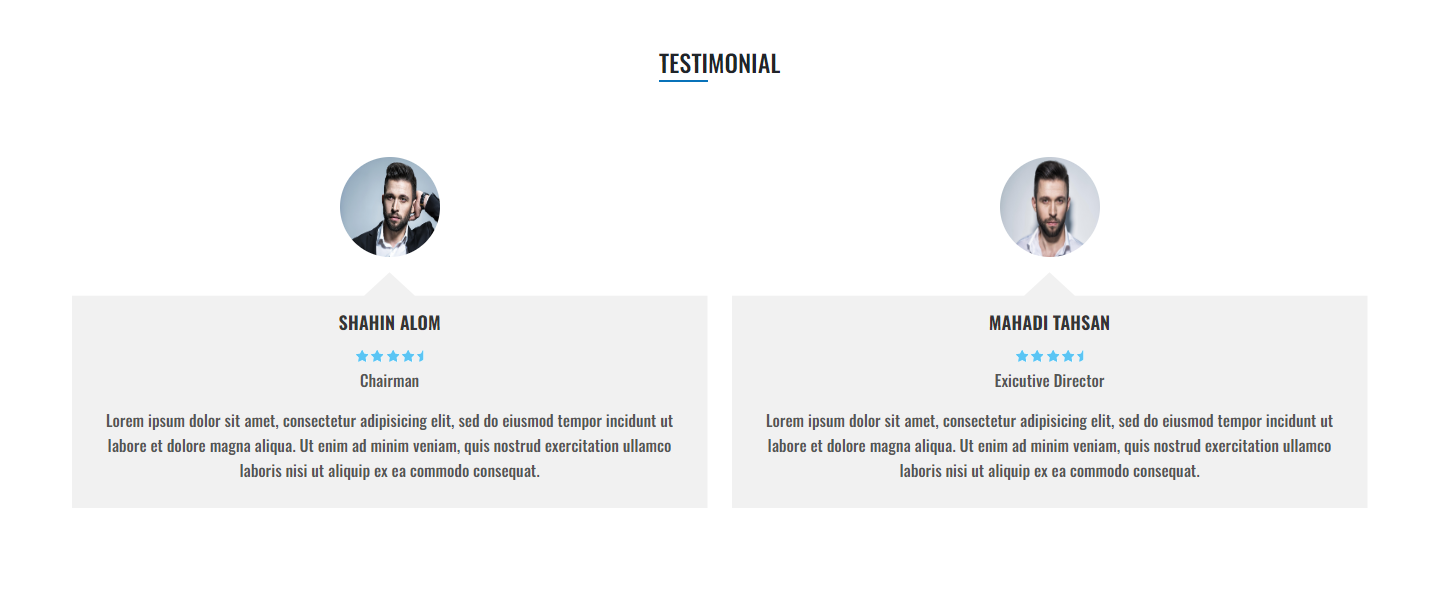 TESTIMONIAL
SHAHIN ALOM
Chairman
Lorem ipsum dolor sit amet, consectetur adipisicing elit, sed do eiusmod tempor incidunt ut
labore et dolore magna aliqua. Ut enim ad minim veniam, quis nostrud exercitation ullamco
laboris nisi ut aliquip ex ea commodo consequat.
MAHADI TAHSAN
Exicutive Director
Lorem ipsum dolor sit amet, consectetur adipisicing elit, sed do eiusmod tempor incidunt ut
labore et dolore magna aliqua. Ut enim ad minim veniam, quis nostrud exercitation ullamco
laboris nisi ut aliquip ex ea commodo consequat.